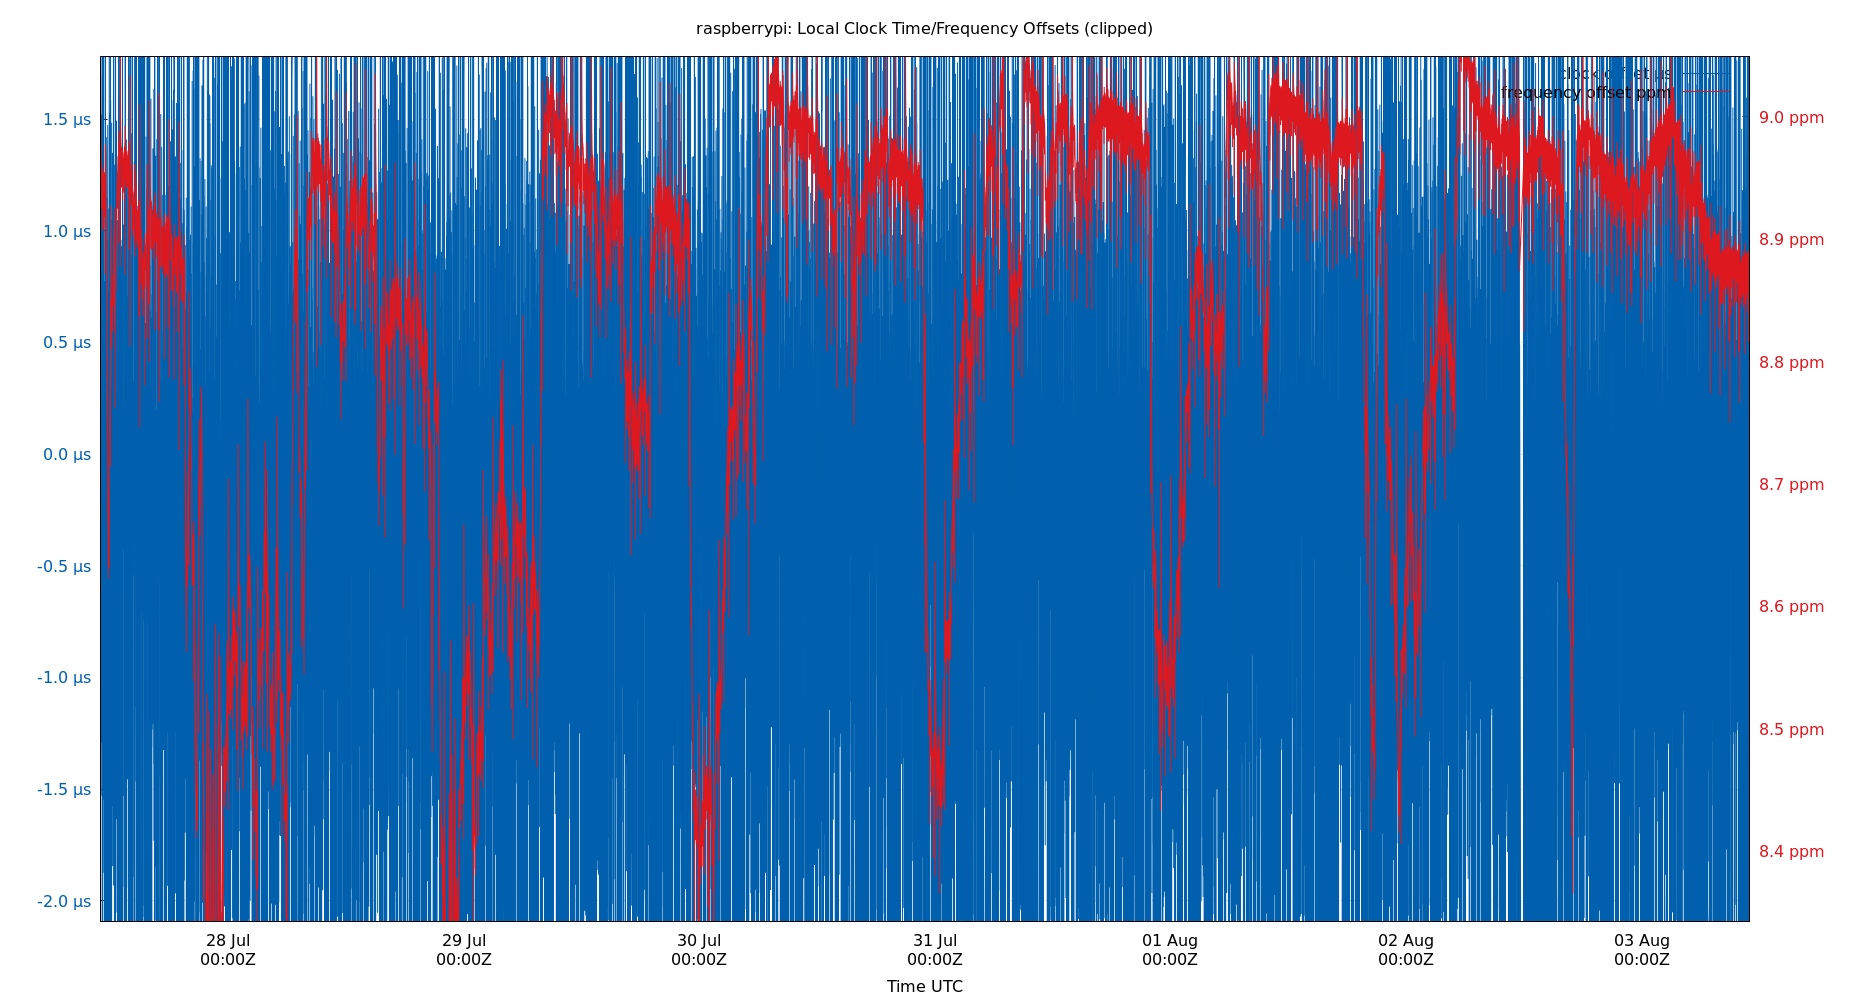 raspberrypi: Local Clock Time/Frequency Offsets (clipped)
clock offset µs
frequency offset ppm
1.5 µs
1.0 µs
0.5 µs
0.0 µs
-0.5 µs
-1.0 µs
-1.5 µs
-2.0 µs
9.0 ppm
8.9 ppm
8.8 ppm
8.7 ppm
8.6 ppm
8.5 ppm
8.4 ppm
28 Jul 29 Jul 30 Jul 31 Jul 01 Aug 02 Aug 03 Aug
00:00Z 00:00Z 00:00Z 00:00Z 00:00Z 00:00Z 00:00Z
Time UTC